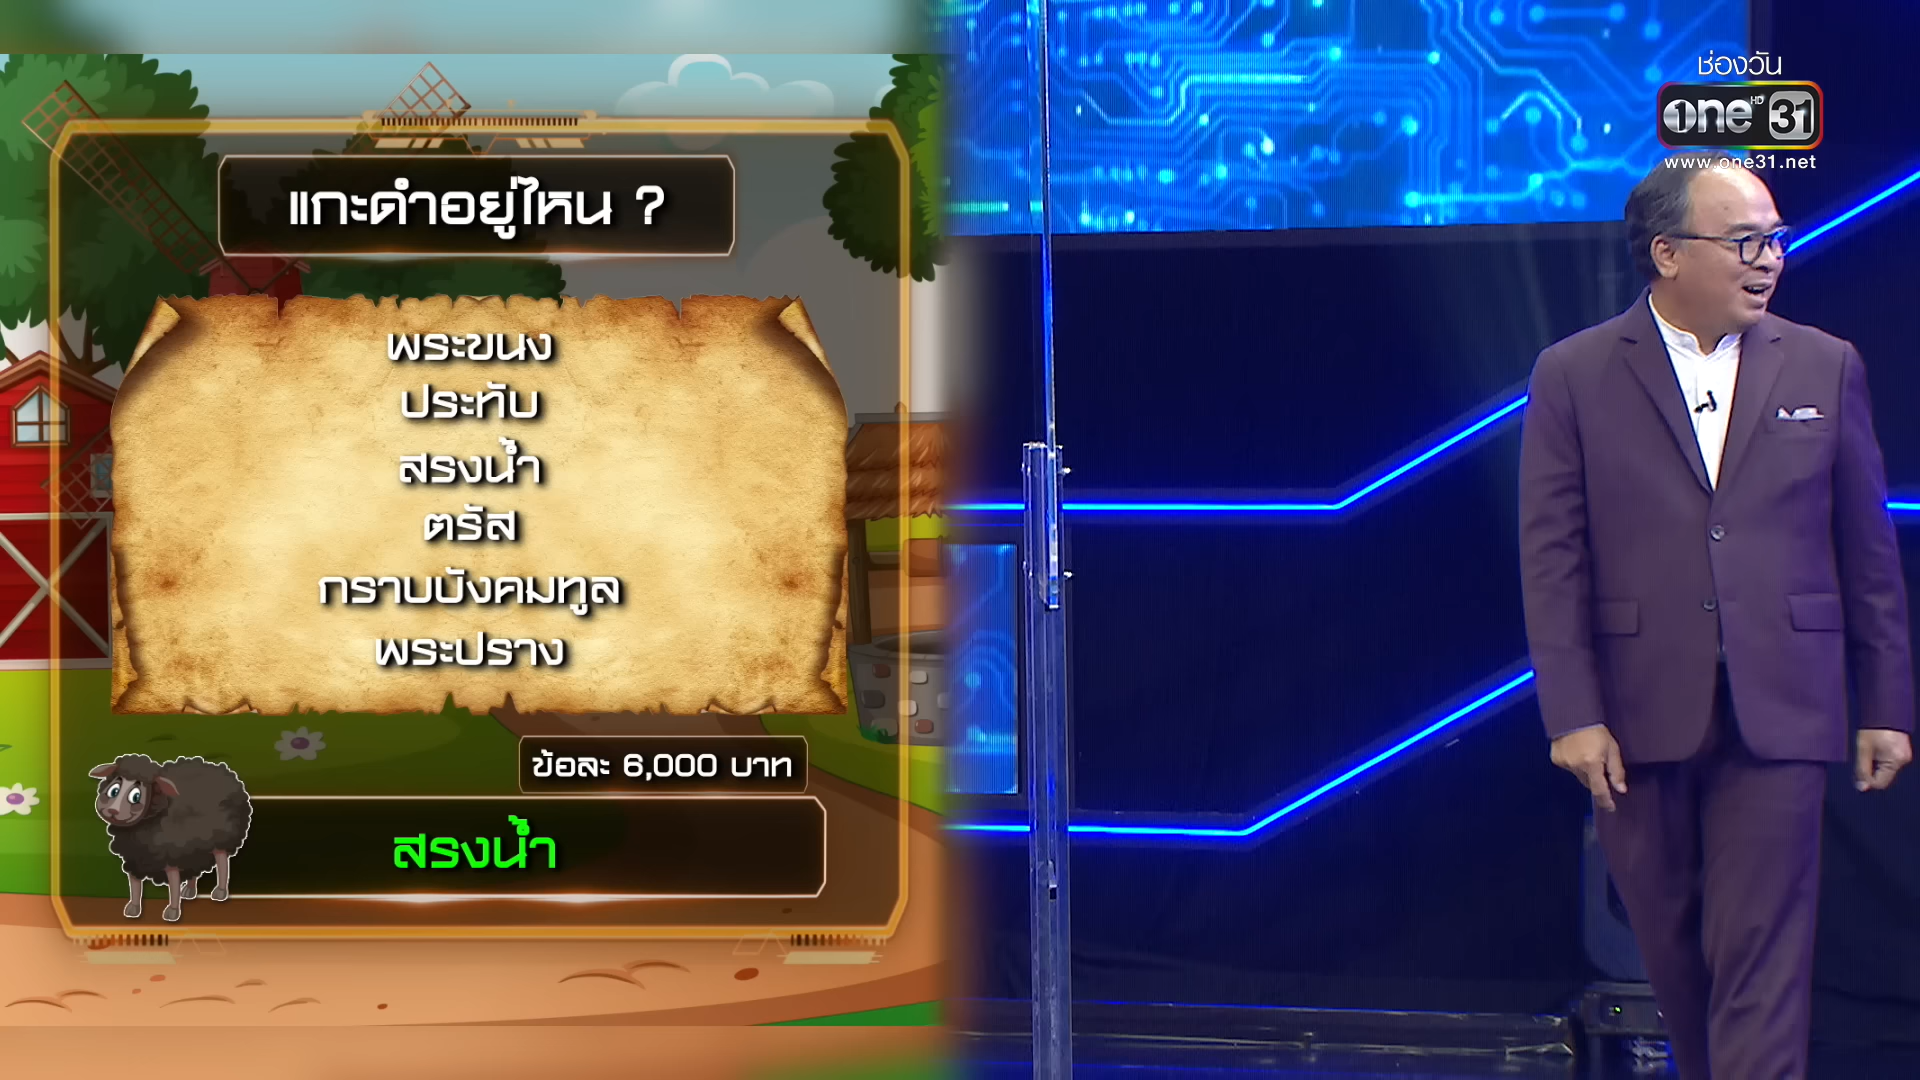 แกะดำอยู่ไหน ?
พระขนง
ประทับ
สรงน้ำ
ตรัส
กราบบังคมทูล
พระปราง
ข้อละ 6,000 บาท
สรงน้ำ
ช่องวัน
one HD 31
www.one31.net